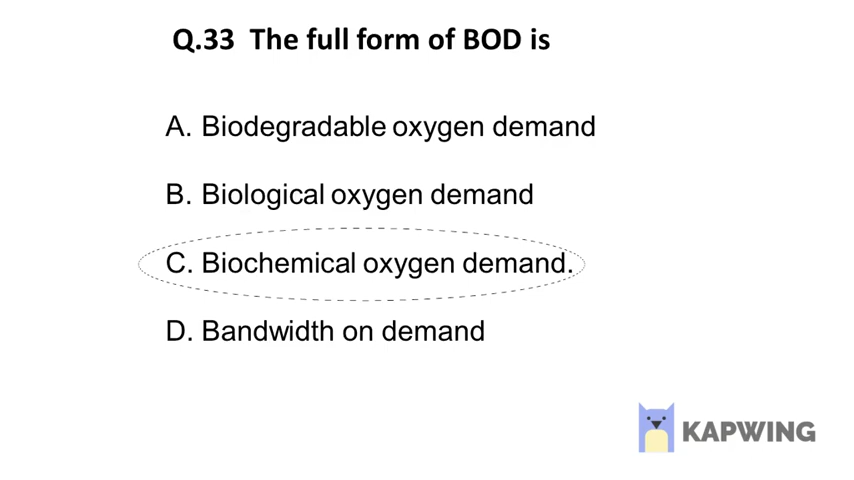 Q.33 The full form of BOD is
A. Biodegradable oxygen demand
B. Biological oxygen demand
C. Biochemical oxygen demand.
D. Bandwidth on demand
KAPWING